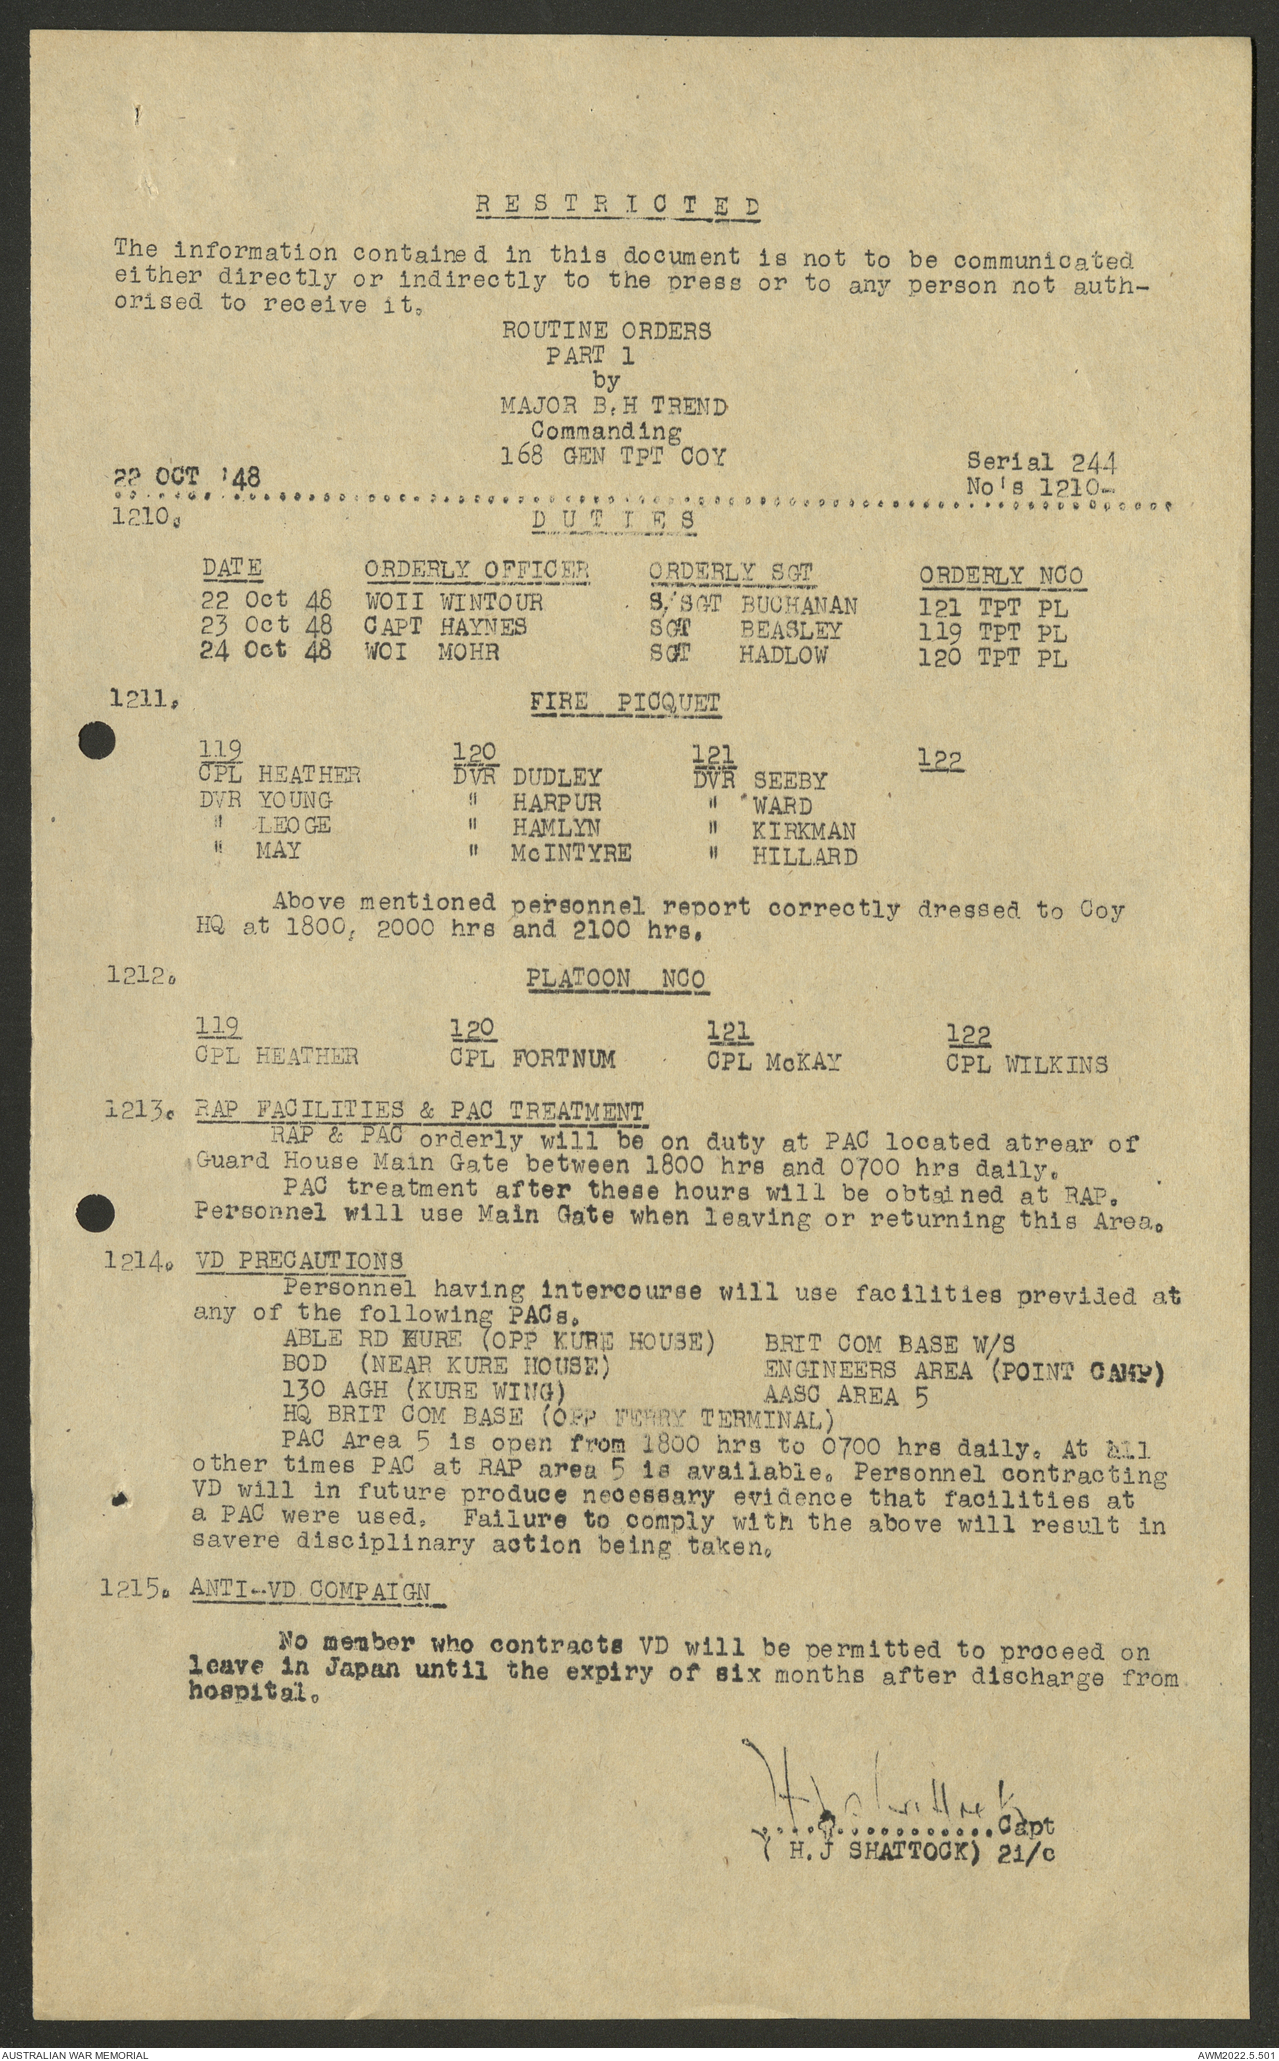 R E S T R I C T E D
The information contained in this document is not to be communicated
either directly or indirectly to the press or to any person not auth-
orised to receive it.
ROUTINE ORDERS
PART 1
by
MAJOR B.H TREND
Commanding
168 GEN TPT COY
22 OCT '48
Serial 244
No's 1210-
1210. D U T I E S
DATE ORDERLY OFFICER ORDERLY SGT ORDERLY NCO
22 Oct 48 WOII WINTOUR S/SGT BUCHANAN 121 TPT PL
23 Oct 48 CAPT HAYNES SGT BEASLEY 119 TPT PL
24 Oct 48 WOI MOHR SGT HADLOW 120 TPT PL
1211. FIRE PICQUET
119 120 121 122
CPL HEATHER DVR DUDLEY DVR SEEBY
DVR YOUNG " HARPUR " WARD
" LEOGE " HAMLYN " KIRKMAN
" MAY " McINTYRE " HILLARD
Above mentioned personnel report correctly dressed to Coy
HQ at 1800, 2000 hrs and 2100 hrs.
1212. PLATOON NCO
119 120 121 122
CPL HEATHER CPL FORTNUM CPL McKAY CPL WILKINS
1213. RAP FACILITIES & PAC TREATMENT
RAP & PAC orderly will be on duty at PAC located atrear of
Guard House Main Gate between 1800 hrs and 0700 hrs daily.
PAC treatment after these hours will be obtained at RAP.
Personnel will use Main Gate when leaving or returning this Area.
1214. VD PRECAUTIONS
Personnel having intercourse will use facilities previded at
any of the following PACs.
ABLE RD KURE (OPP KURE HOUSE) BRIT COM BASE W/S
BOD (NEAR KURE HOUSE) ENGINEERS AREA (POINT CAMP)
130 AGH (KURE WING) AASC AREA 5
HQ BRIT COM BASE (OPP FERRY TERMINAL)
PAC Area 5 is open from 1800 hrs to 0700 hrs daily. At all
other times PAC at RAP area 5 is available. Personnel contracting
VD will in future produce necessary evidence that facilities at
a PAC were used. Failure to comply with the above will result in
savere disciplinary action being taken.
1215. ANTI-VD COMPAIGN
No member who contracts VD will be permitted to proceed on
leave in Japan until the expiry of six months after discharge from
hospital.
H J Shattock
..............Capt
( H.J SHATTOCK) 2i/c
AUSTRALIAN WAR MEMORIAL
AWM2022.5.501